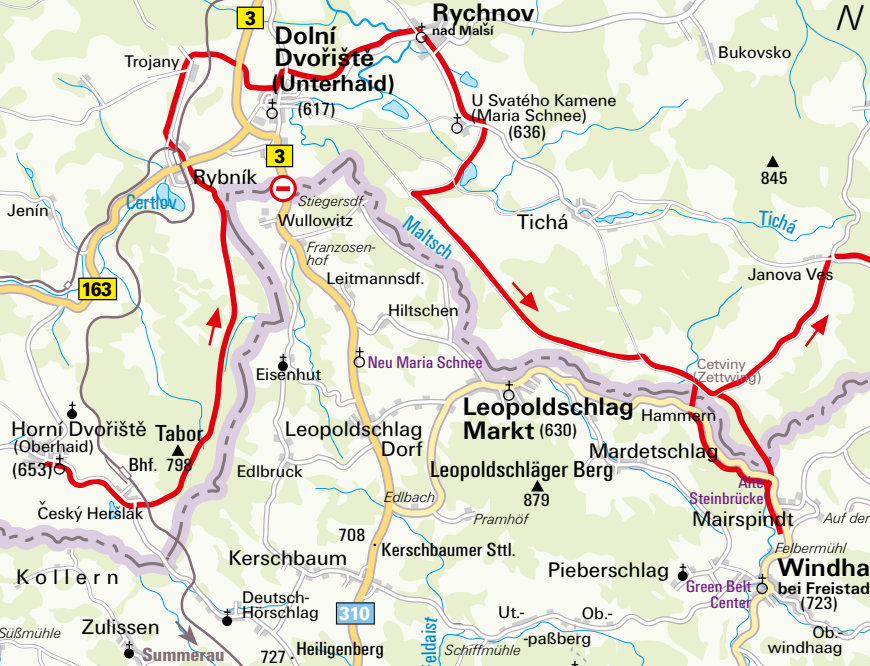 N
3
Rychnov
nad Malší
Dolní
Dvořiště
(Unterhaid)
(617)
Trojany
Bukovsko
U Svatého Kamene
(Maria Schnee)
(636)
845
3
Rybník
Čertlov
Jenín
Stiegersdf.
Wullowitz
Franzosen-
hof
Maltsch
Tichá
Tichá
Janova Ves
163
Leitmannsdf.
Hiltschen
Neu Maria Schnee
Eisenhut
Cetviny
(Zettwing)
Hammern
Leopoldschlag
Markt (630)
Horní Dvořiště
(Oberhaid)
(653)
Tabor
Bhf. 798
Leopoldschlag
Dorf
Mardetschlag
Leopoldschläger Berg
879
Edlbruck
Edlbach
Pramhöf
Alte
Steinbrücke
Mairspindt
Auf der
Český Heršlák
708
Kerschbaumer Sttl.
Kerschbaum
Felbermühl
Kollern
Pieberschlag
Windha
bei Freistad
(723)
Green Belt
Center
Deutsch-
Hörschlag
310
Ut.-
Ob.-
-paßberg
Zulissen
Süßmühle
Summerau
727
Heiligenberg
Feldaist
Schiffmühle
Ob.-
windhaag